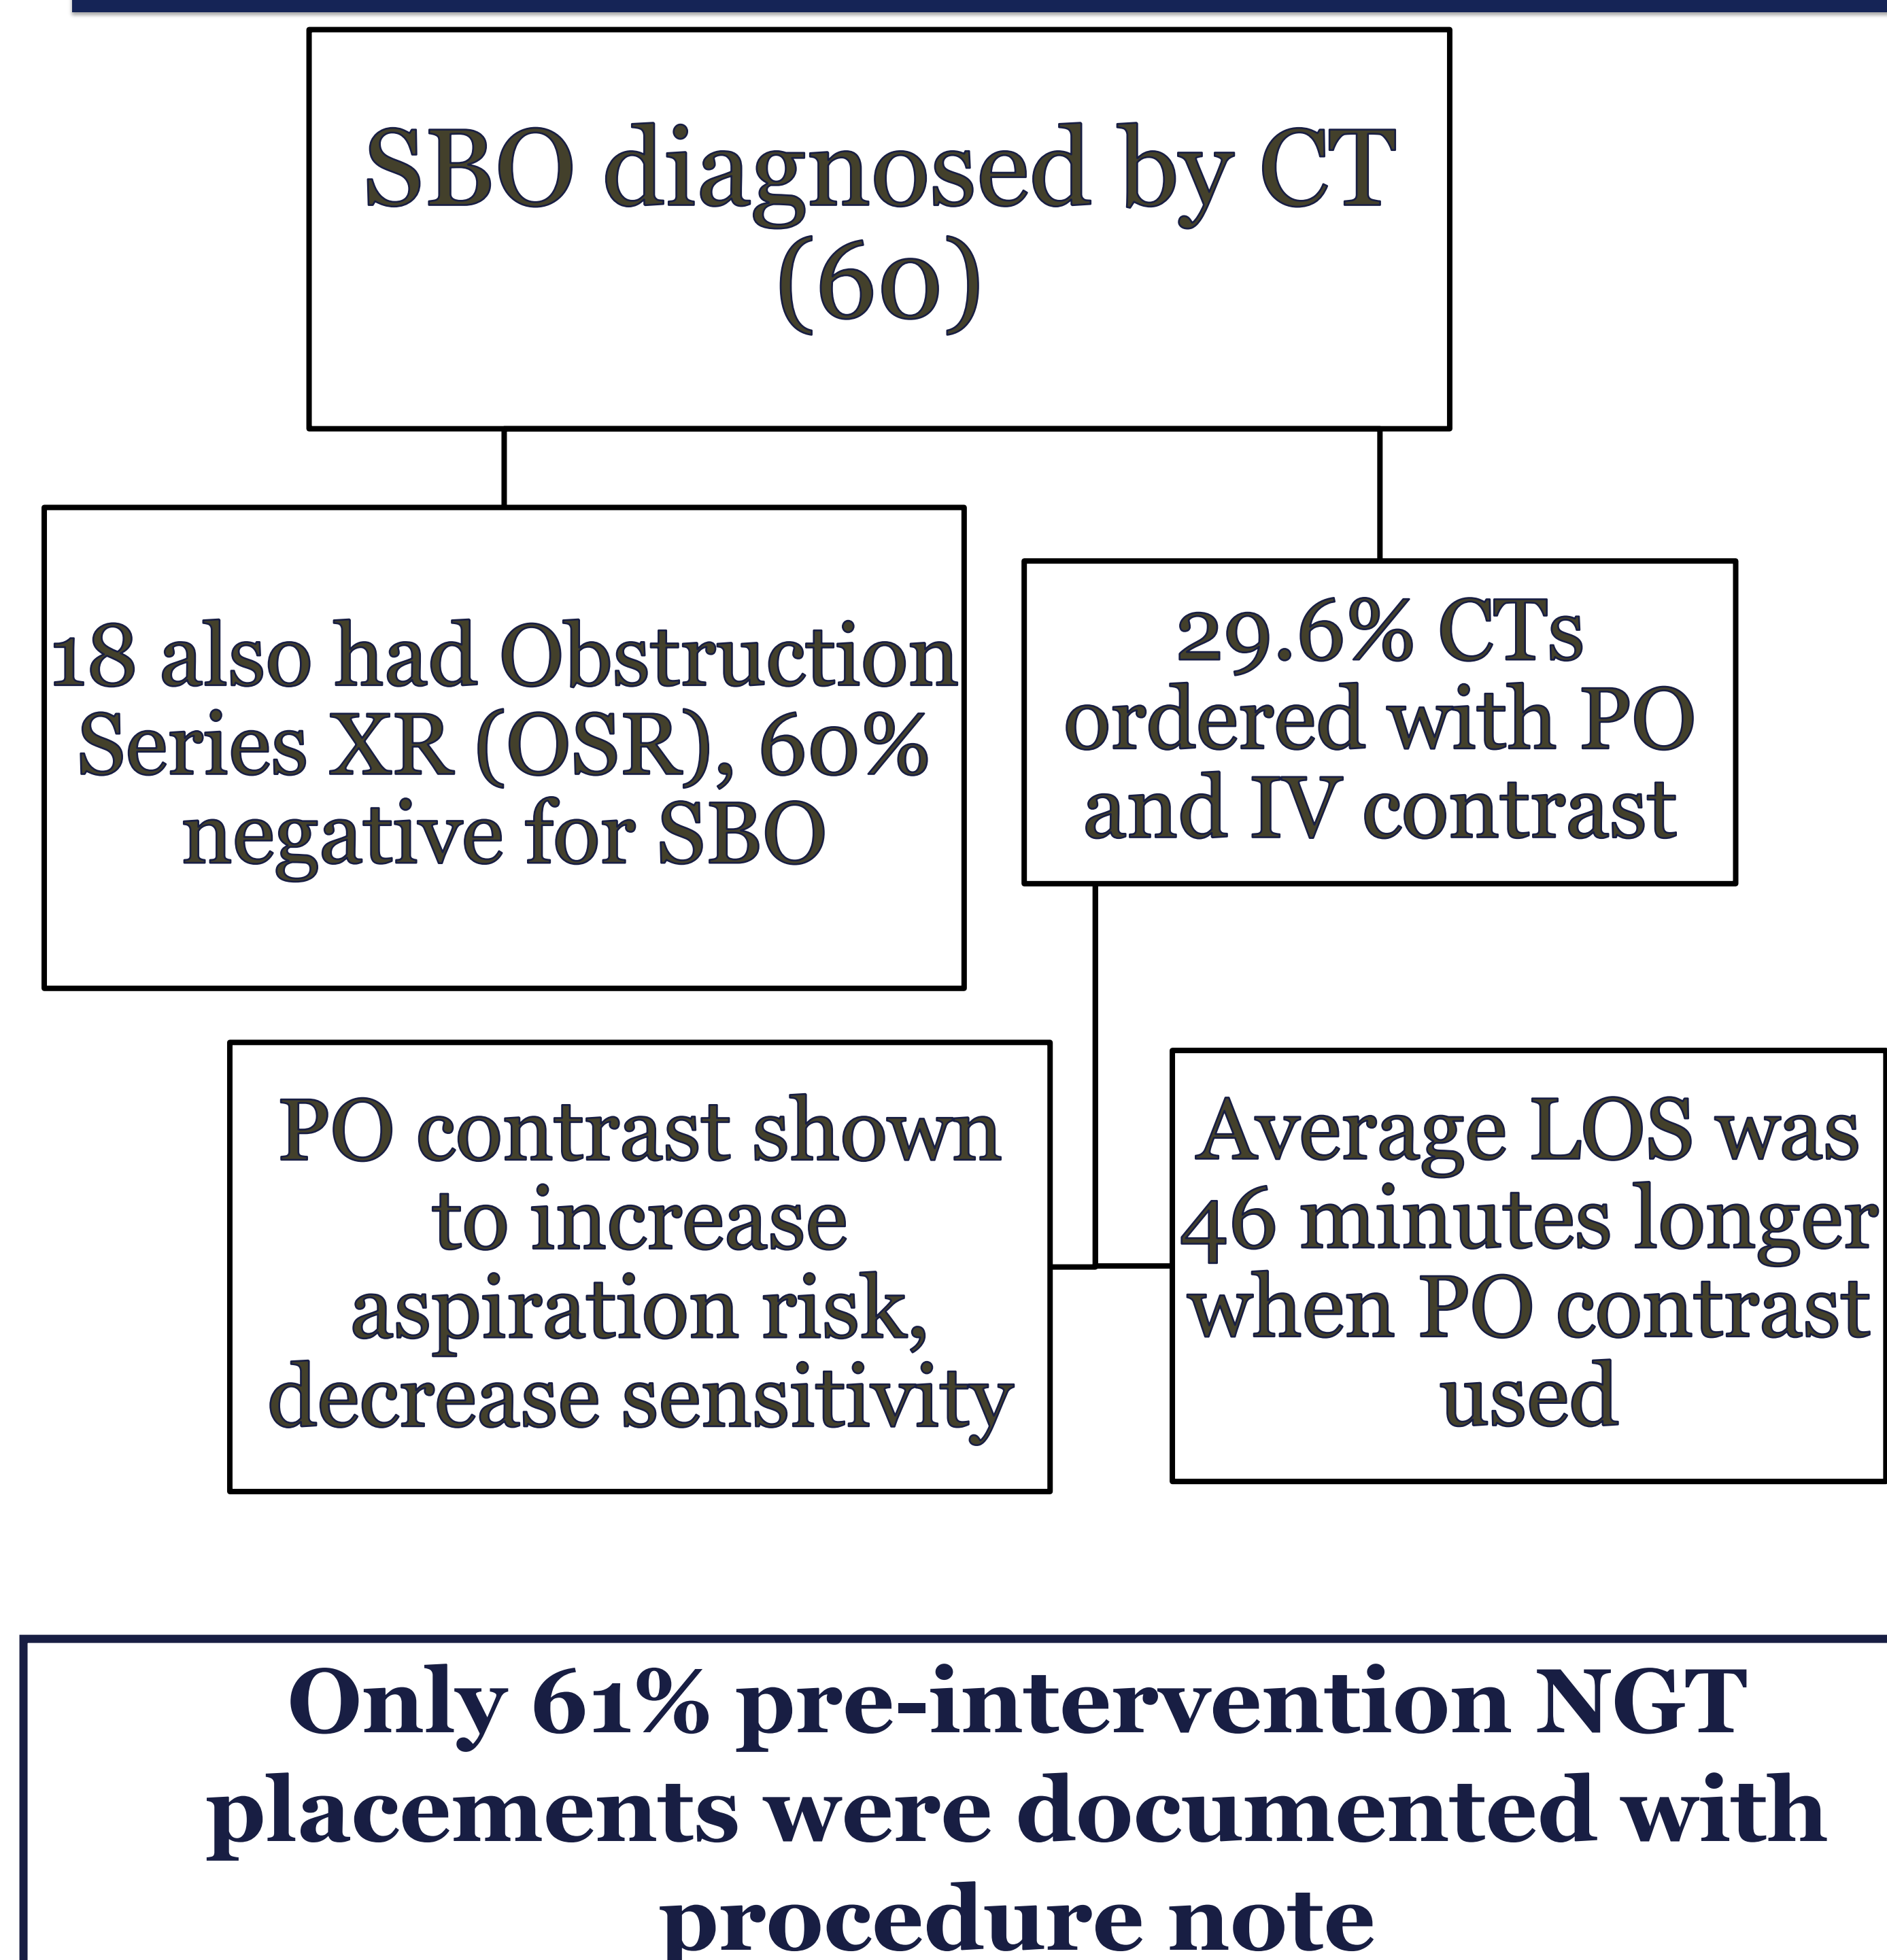 SBO diagnosed by CT
(60)
18 also had Obstruction
Series XR (OSR), 60%
negative for SBO
29.6% CTs
ordered with PO
and IV contrast
PO contrast shown
to increase
aspiration risk,
decrease sensitivity
Average LOS was
46 minutes longer
when PO contrast
used
Only 61% pre-intervention NGT
placements were documented with
procedure note